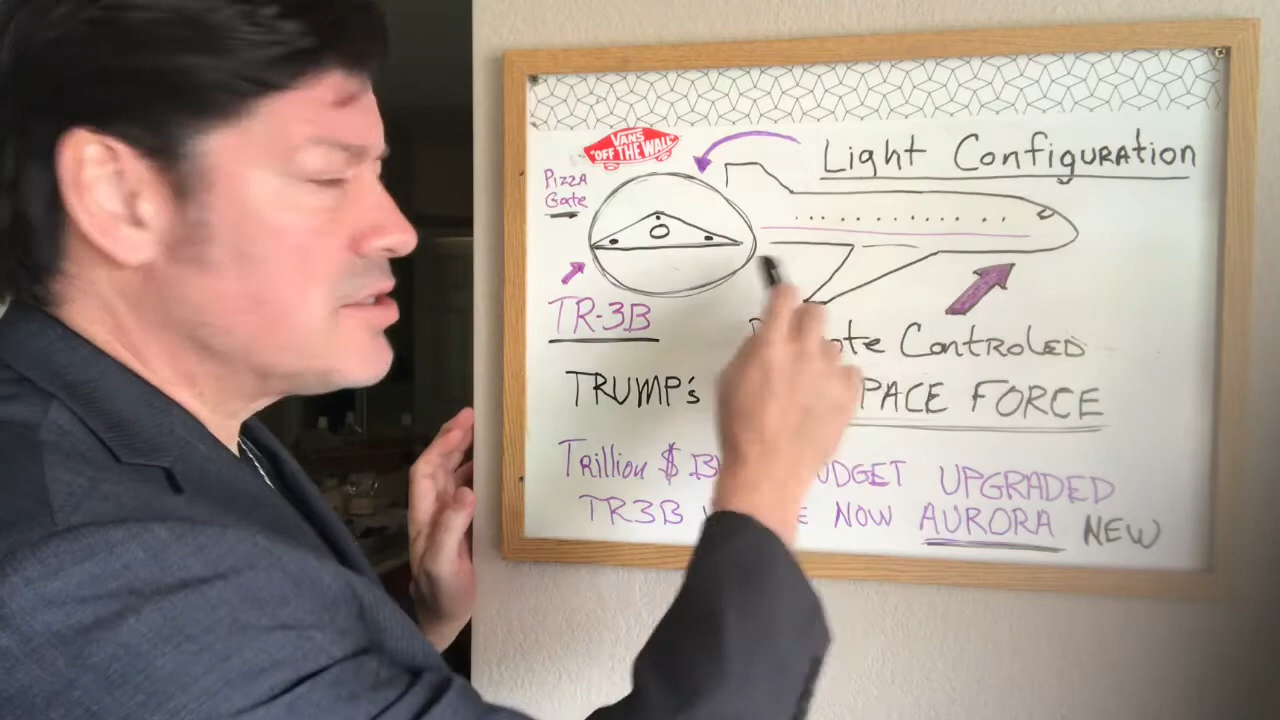 VANS
"OFF THE WALL"
Light Configuration
Pizza
Gate
TR-3B
Controled
TRUMP's PACE FORCE
Trillion $ UDGET UPGRADED
TR3B NOW AURORA NEW